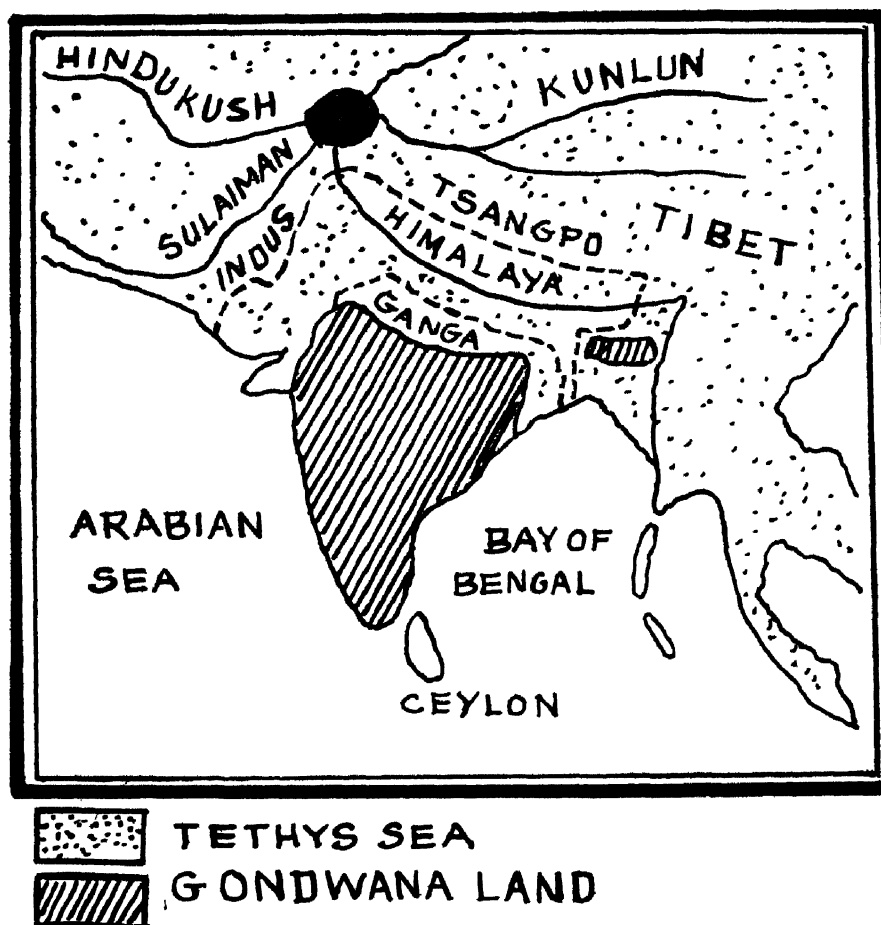 HINDUKUSH
KUNLUN
SULAIMAN
INDUS
TSANGPO
HIMALAYA
TIBET
GANGA
ARABIAN
SEA
BAY OF
BENGAL
CEYLON
TETHYS SEA
GONDWANA LAND